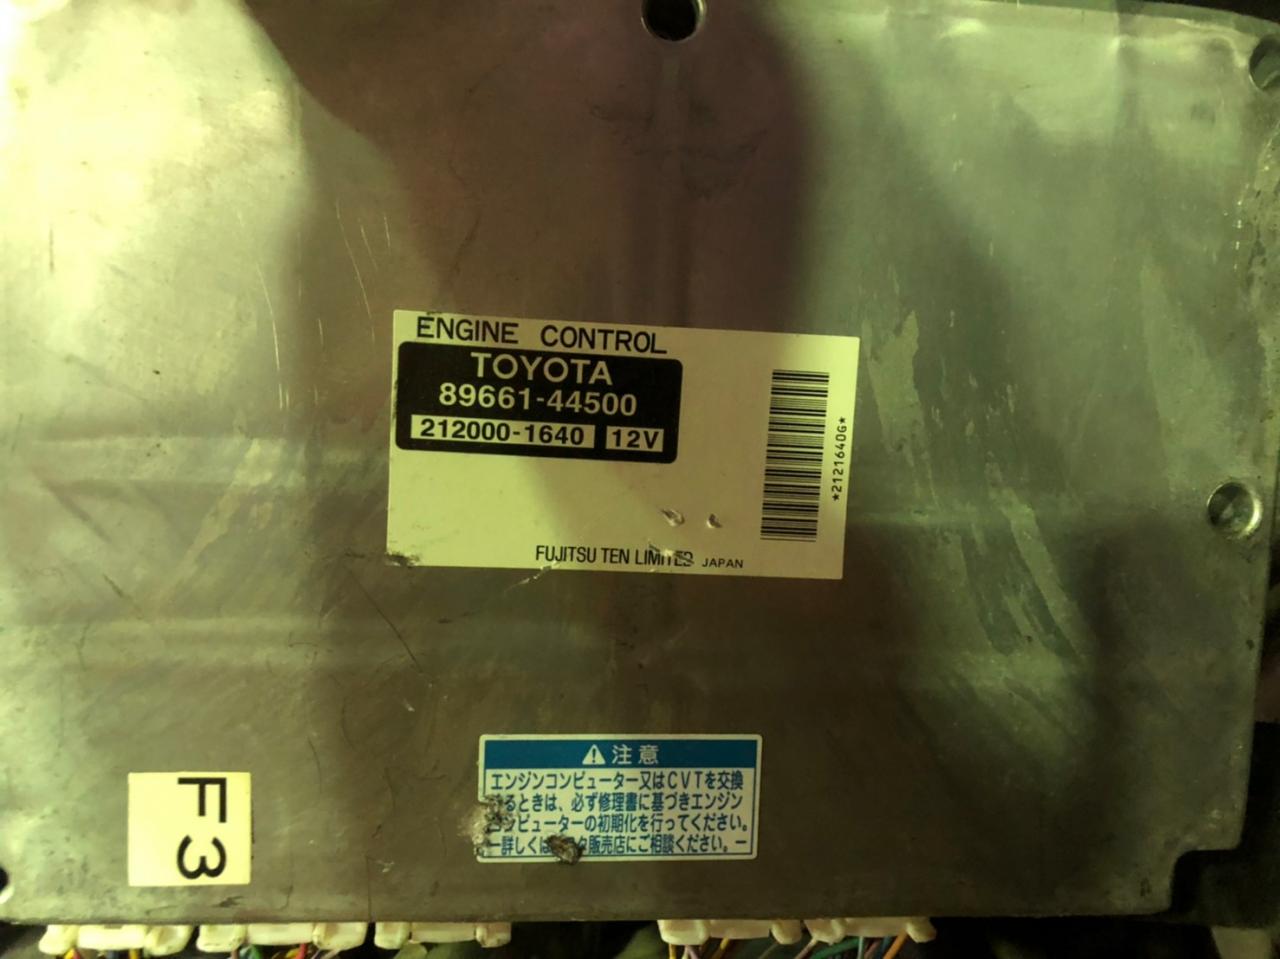 ENGINE CONTROL
TOYOTA
89661-44500
212000-1640 12V
*2121640G*
FUJITSU TEN LIMITED JAPAN
注意
エンジンコンピューター又はCVTを交換
るときは、必ず修理書に基づきエンジン
コンピューターの初期化を行ってください。
ー詳しくは 販売店にご相談ください。ー
F3